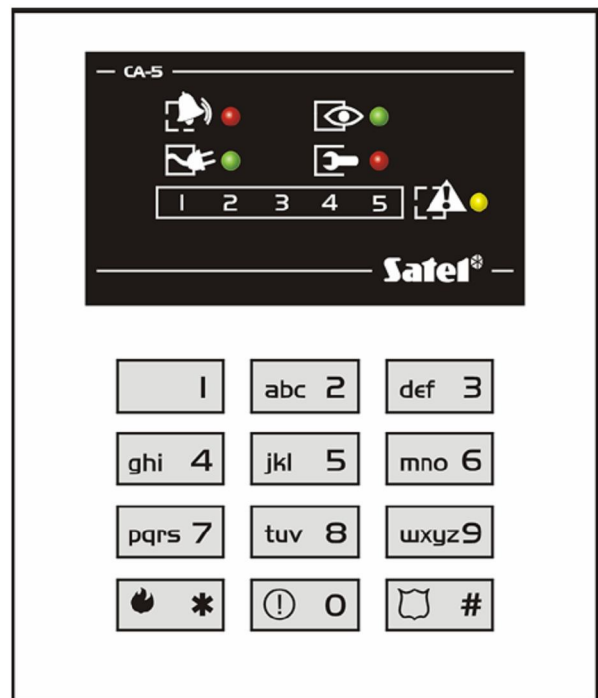 CA-5
1 2 3 4 5
Satel®
1 abc 2 def 3
ghi 4 jkl 5 mno 6
pqrs 7 tuv 8 wxyz 9
* 0 #